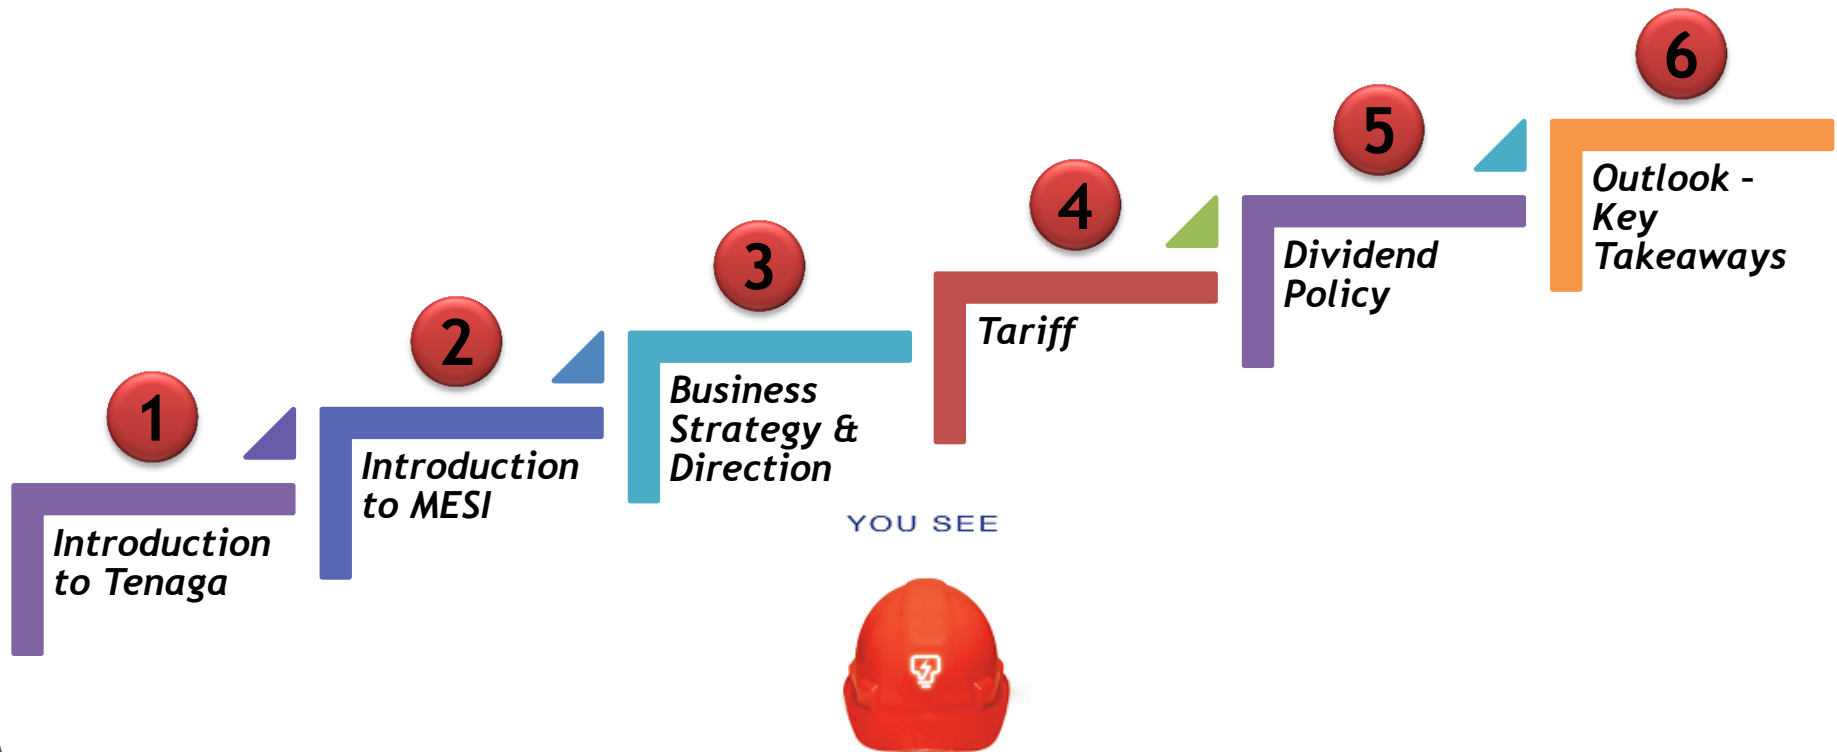 1
Introduction
to Tenaga
2
Introduction
to MESI
3
Business
Strategy &
Direction
4
Tariff
5
Dividend
Policy
6
Outlook –
Key
Takeaways
YOU SEE